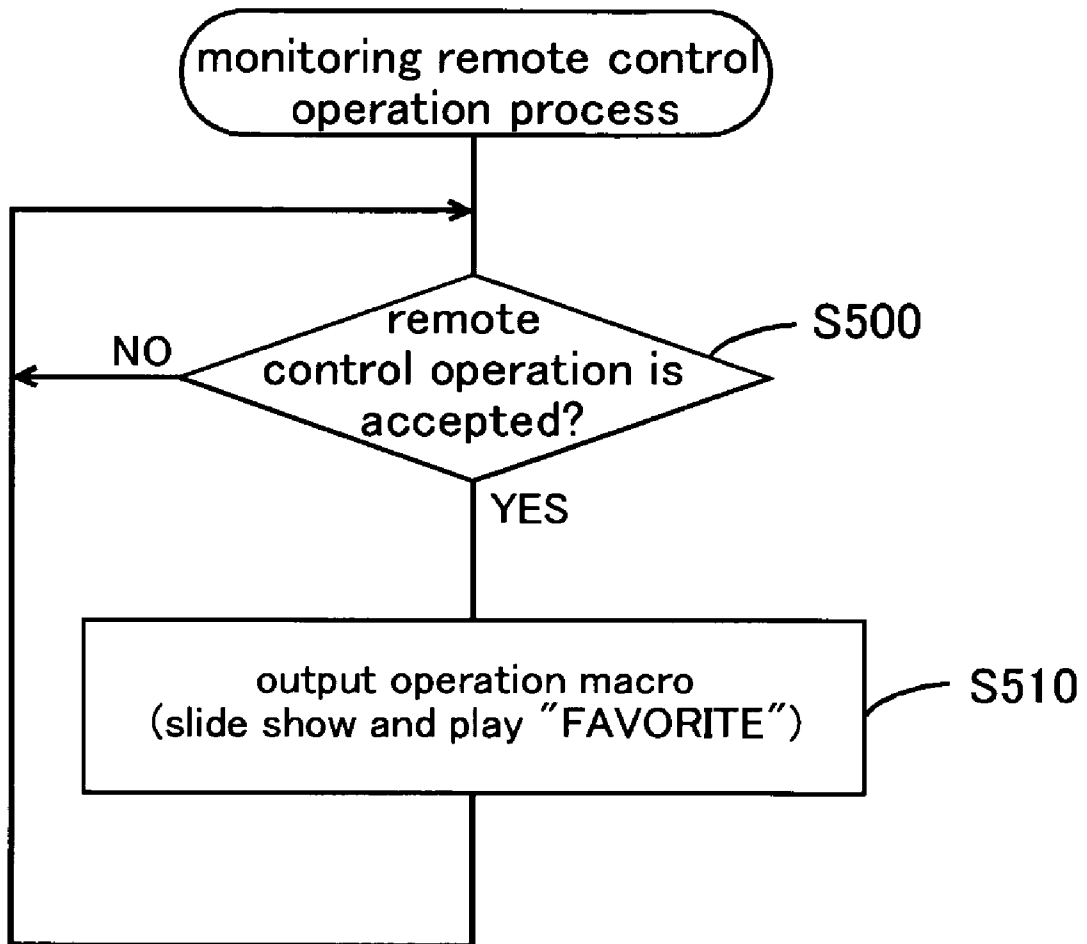 monitoring remote control
operation process
remote
control operation is
accepted?
S500
NO
YES
output operation macro
(slide show and play "FAVORITE")
S510